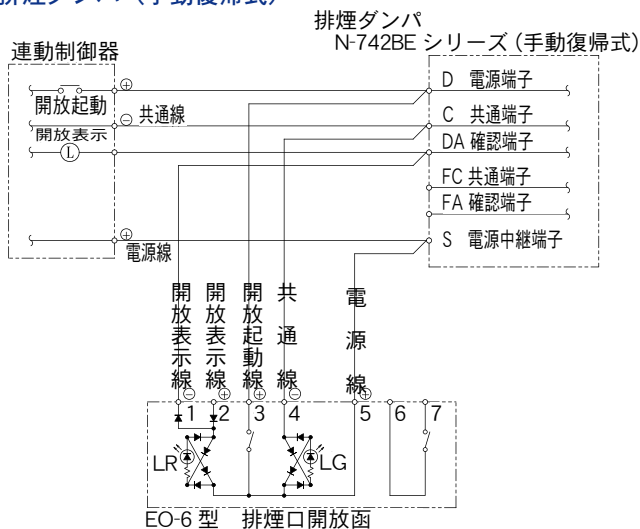 排煙ダンパ（手動復帰式）
排煙ダンパ
N-742BE シリーズ（手動復帰式）
連動制御器
⊕
開放起動
⊖ 共通線
開放表示
L
⊕
電源線
D 電源端子
C 共通端子
DA 確認端子
FC 共通端子
FA 確認端子
S 電源中継端子
開放表示線⊖
開放表示線⊕
開放起動線⊕
共通線⊖
電源線⊕
1 2 3 4 5 6 7
LR
LG
EO-6 型 排煙口開放函